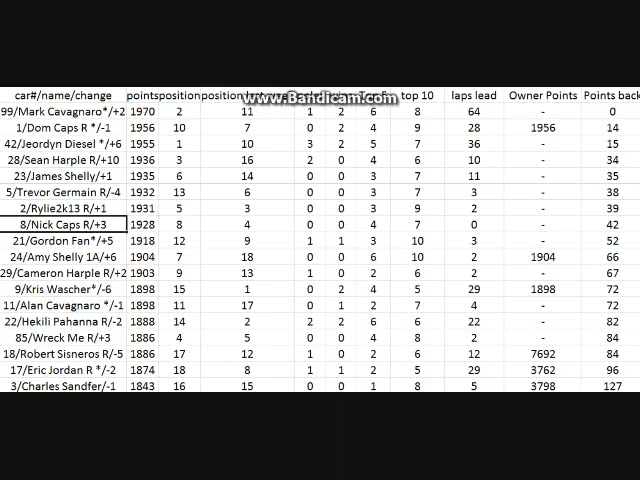 www.Bandicam.com
car#/name/change points position position top 10 laps lead Owner Points Points back
99/Mark Cavagnaro*/+2 1970 2 11 1 2 6 8 64 - 0
1/Dom Caps R */-1 1956 10 7 0 2 4 9 28 1956 14
42/Jeordyn Diesel */+6 1955 1 10 3 2 5 7 36 - 15
28/Sean Harple R/+10 1936 3 16 2 0 4 6 10 - 34
23/James Shelly/+1 1935 6 14 0 0 3 7 11 - 35
5/Trevor Germain R/-4 1932 13 6 0 0 3 7 3 - 38
2/Rylie2k13 R/+1 1931 5 3 0 0 3 9 2 - 39
8/Nick Caps R/+3 1928 8 4 0 0 4 7 0 - 42
21/Gordon Fan*/+5 1918 12 9 1 1 3 10 3 - 52
24/Amy Shelly 1A/+6 1904 7 18 0 0 6 10 2 1904 66
29/Cameron Harple R/+2 1903 9 13 1 0 2 6 2 - 67
9/Kris Wascher*/-6 1898 15 1 0 2 4 5 29 1898 72
11/Alan Cavagnaro */-1 1898 11 17 0 1 2 7 4 - 72
22/Hekili Pahanna R/-2 1888 14 2 2 2 6 6 22 - 82
85/Wreck Me R/+3 1886 4 5 0 0 4 8 2 - 84
18/Robert Sisneros R/-5 1886 17 12 1 0 2 6 12 7692 84
17/Eric Jordan R */-2 1874 18 8 1 1 2 5 29 3762 96
3/Charles Sandfer/-1 1843 16 15 0 0 1 8 5 3798 127